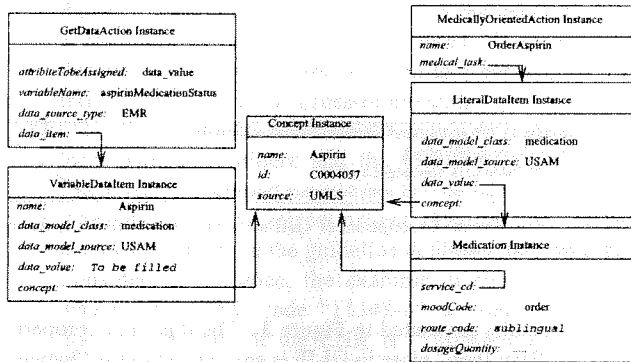 GetDataAction Instance
attribiteTobeAssigned: data_value
variableName: aspirinMedicationStatus
data_source_type: EMR
data_item:
VariableDataItem Instance
name: Aspirin
data_model_class: medication
data_model_source: USAM
data_value: To be filled
concept:
Concept Instance
name: Aspirin
id: C0004057
source: UMLS
MedicallyOrientedAction Instance
name: OrderAspirin
medical_task:
LiteralDataItem Instance
data_model_class: medication
data_model_source: USAM
data_value:
concept:
Medication Instance
service_cd:
moodCode: order
route_code: sublingual
dosageQuantity: